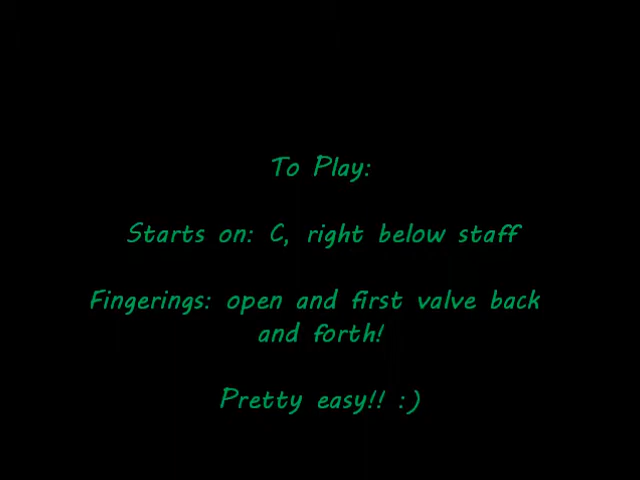 To Play:
Starts on: C, right below staff
Fingerings: open and first valve back
and forth!
Pretty easy!! :)